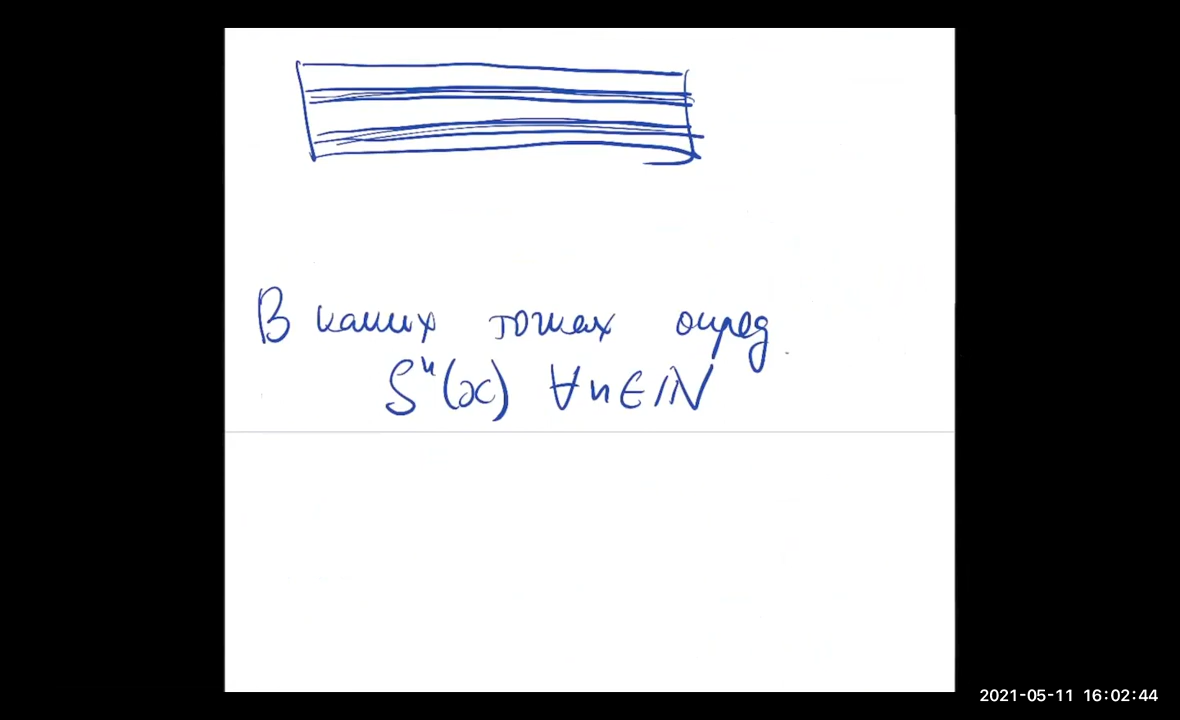 В каких точках опред.
S^n(x) ∀n∈ℕ
2021-05-11 16:02:44